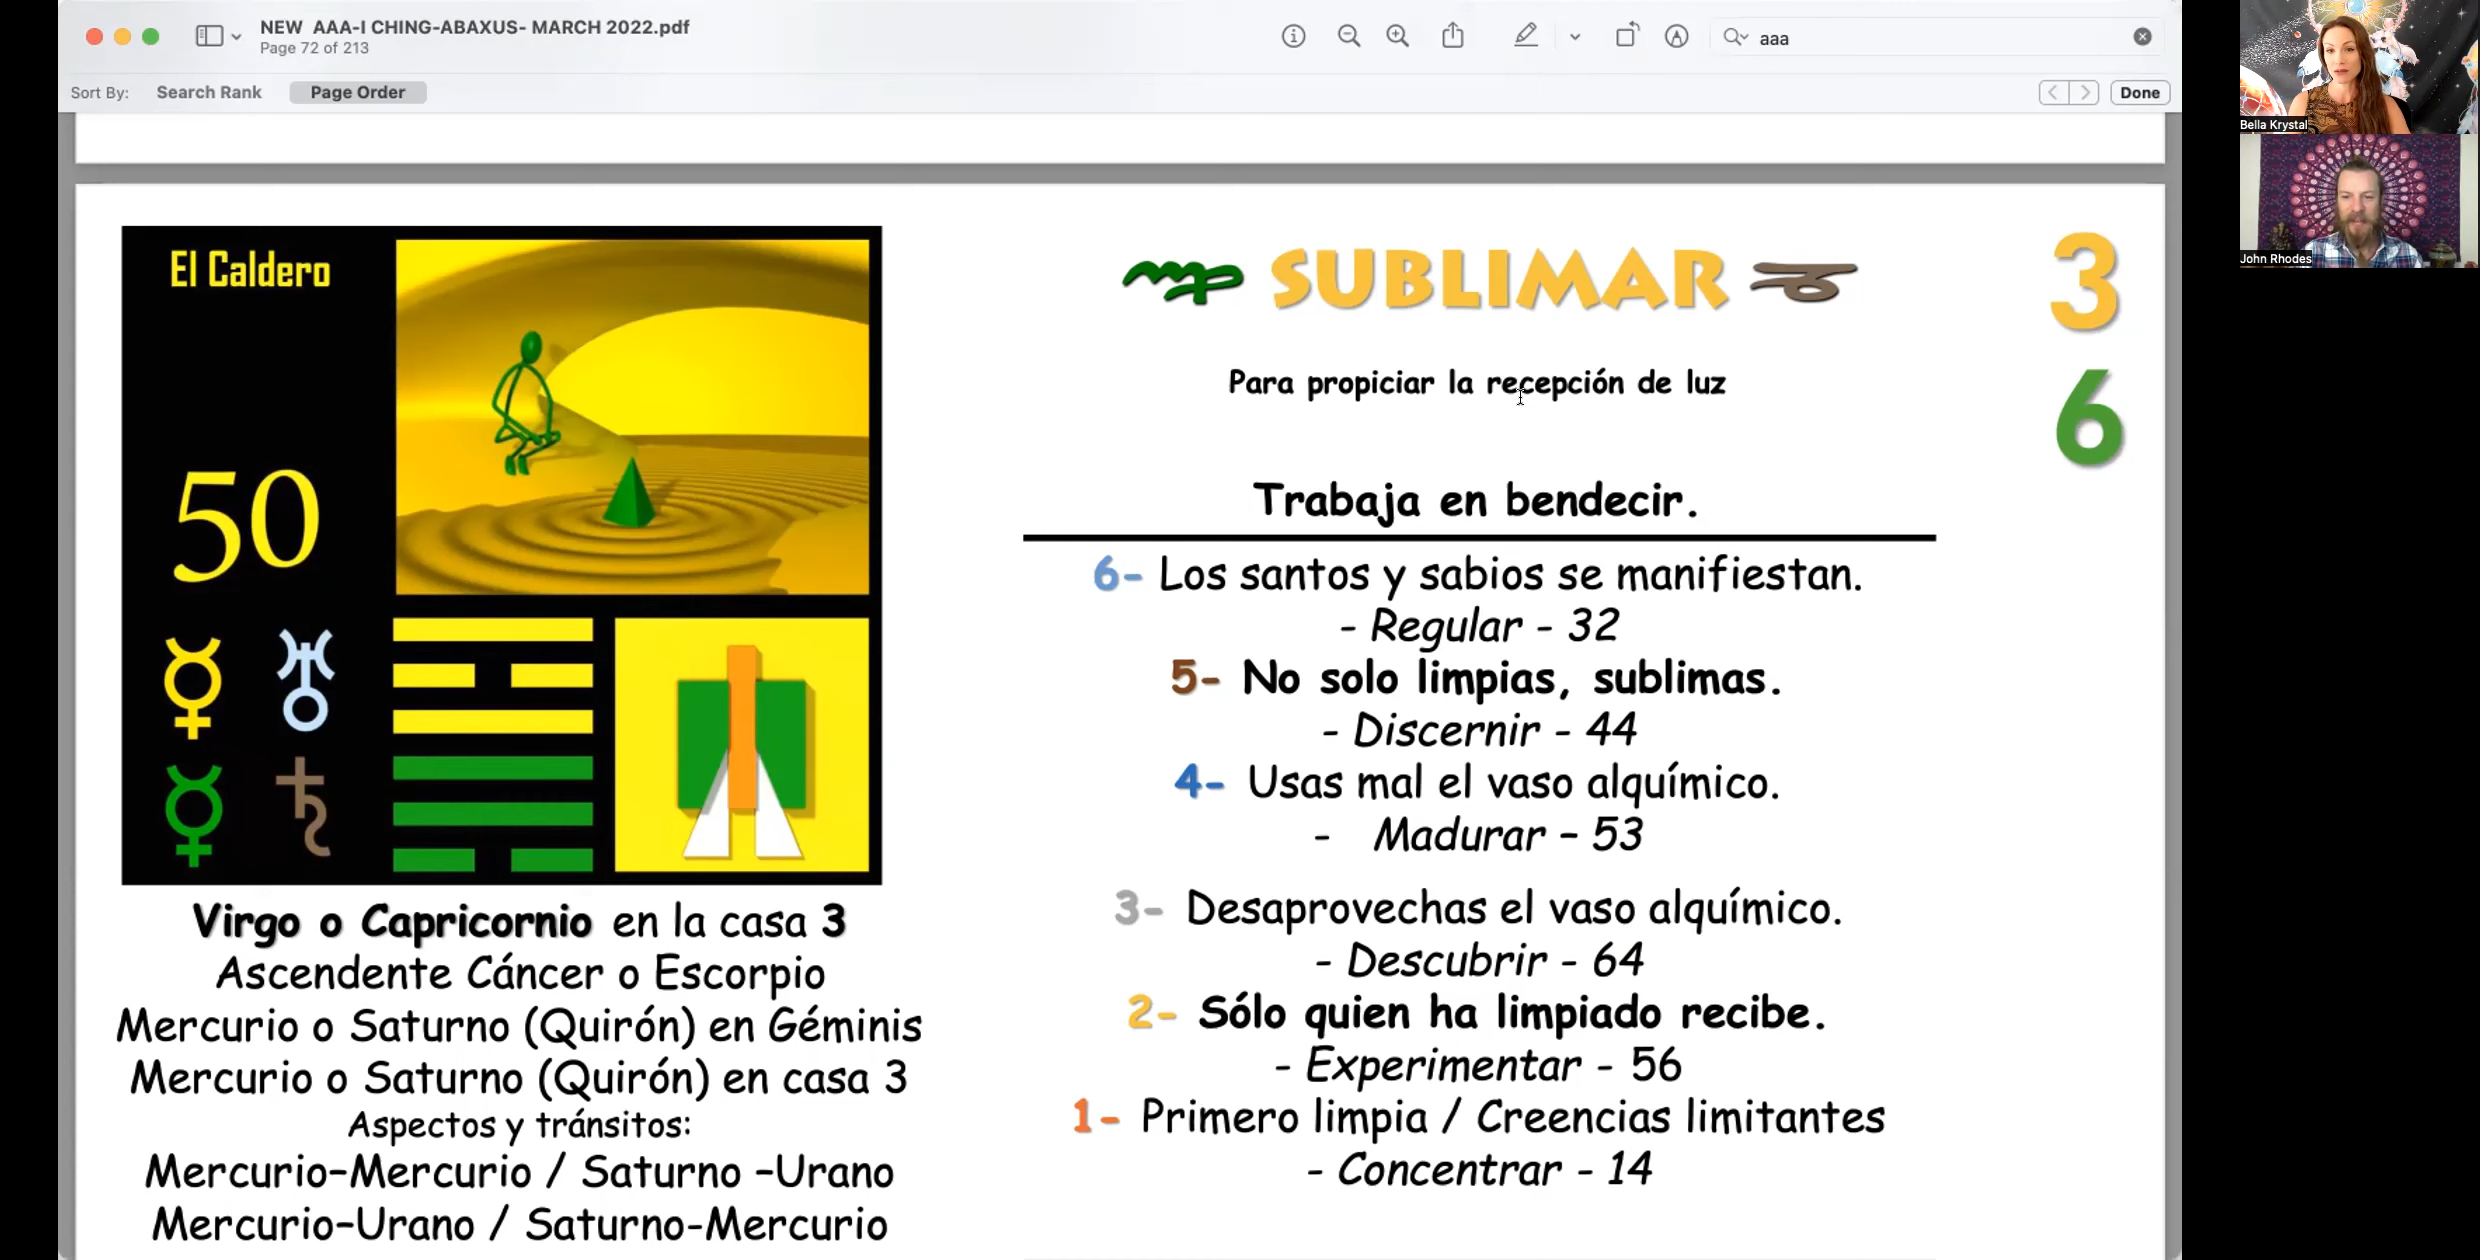 NEW AAA-I CHING-ABAXUS- MARCH 2022.pdf
Page 72 of 213
aaa
Sort By:
Search Rank
Page Order
Done
Bella Krystal
John Rhodes
El Caldero
50
SUBLIMAR
3
6
Para propiciar la recepción de luz
Trabaja en bendecir.
6- Los santos y sabios se manifiestan.
- Regular - 32
5- No solo limpias, sublimas.
- Discernir - 44
4- Usas mal el vaso alquímico.
- Madurar – 53
3- Desaprovechas el vaso alquímico.
- Descubrir - 64
2- Sólo quien ha limpiado recibe.
- Experimentar - 56
1- Primero limpia / Creencias limitantes
- Concentrar - 14
Virgo o Capricornio en la casa 3
Ascendente Cáncer o Escorpio
Mercurio o Saturno (Quirón) en Géminis
Mercurio o Saturno (Quirón) en casa 3
Aspectos y tránsitos:
Mercurio–Mercurio / Saturno –Urano
Mercurio–Urano / Saturno-Mercurio